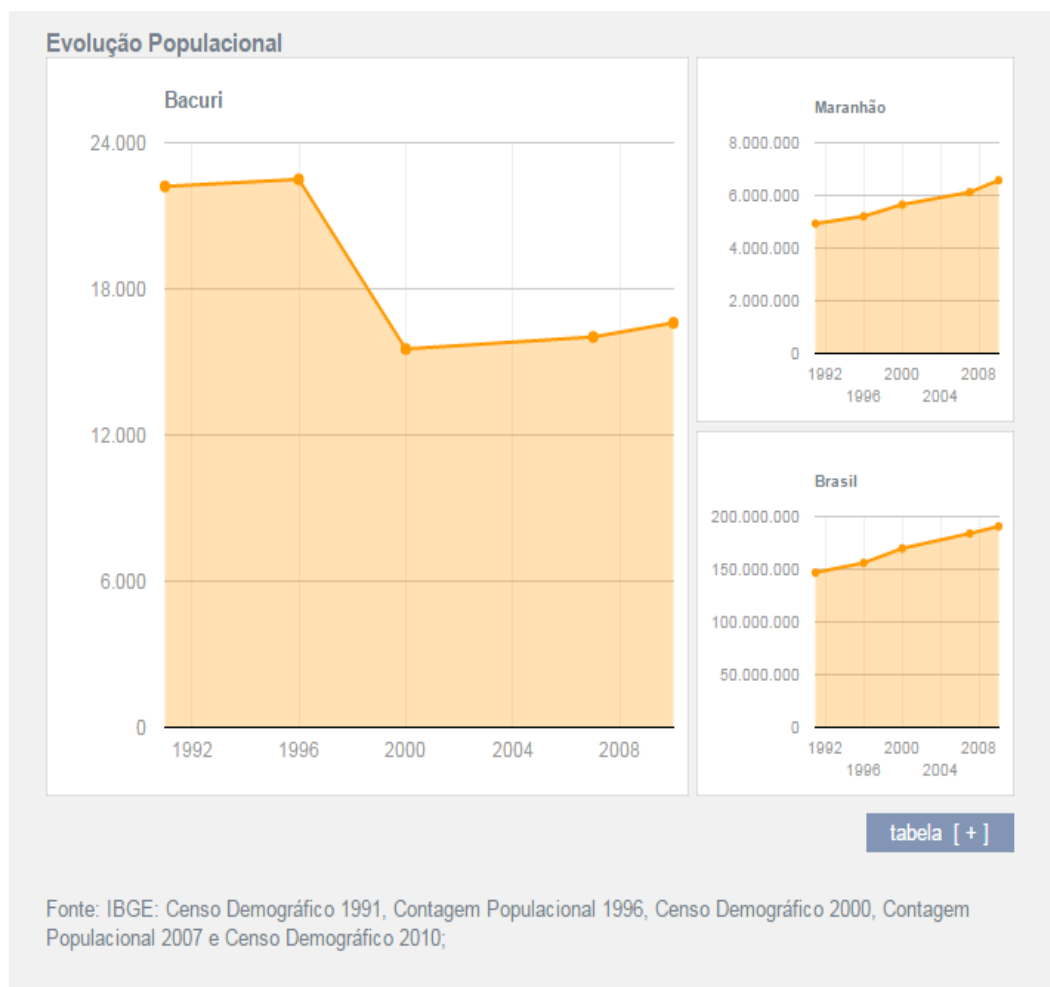 Evolução Populacional
Bacuri
24.000
18.000
12.000
6.000
0
1992 1996 2000 2004 2008
Maranhão
8.000.000
6.000.000
4.000.000
2.000.000
0
1992 2000 2008
1996 2004
Brasil
200.000.000
150.000.000
100.000.000
50.000.000
0
1992 2000 2008
1996 2004
tabela [ + ]
Fonte: IBGE: Censo Demográfico 1991, Contagem Populacional 1996, Censo Demográfico 2000, Contagem
Populacional 2007 e Censo Demográfico 2010;